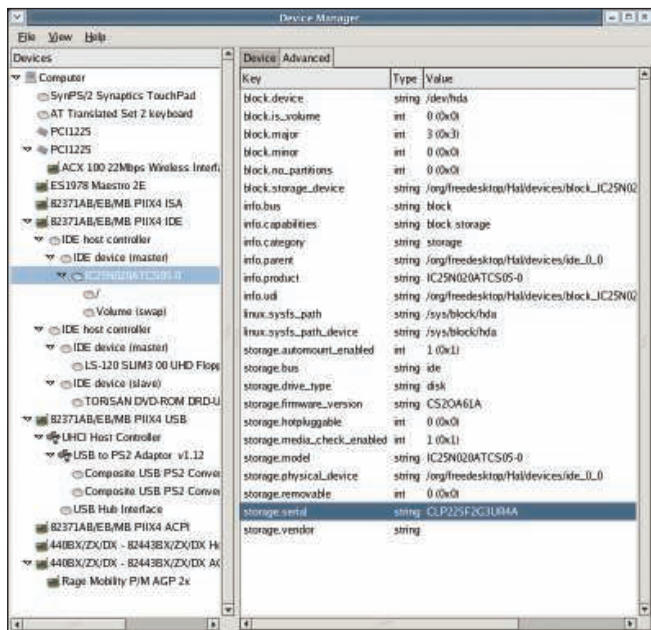 Device Manager
File View Help
Devices
Computer
SynPS/2 Synaptics TouchPad
AT Translated Set 2 keyboard
PCI1225
PCI1225
ACX 100 22Mbps Wireless Interf
ES1978 Maestro 2E
82371AB/EB/MB PIIX4 ISA
82371AB/EB/MB PIIX4 IDE
IDE host controller
IDE device (master)
IC25N020ATCS05-0
/
Volume (swap)
IDE host controller
IDE device (master)
LS-120 SLIM3 00 UHD Flopp
IDE device (slave)
TORiSAN DVD-ROM DRD-U
82371AB/EB/MB PIIX4 USB
UHCI Host Controller
USB to PS2 Adaptor v1.12
Composite USB PS2 Conver
Composite USB PS2 Conver
USB Hub Interface
82371AB/EB/MB PIIX4 ACPI
440BX/ZX/DX - 82443BX/ZX/DX Ho
440BX/ZX/DX - 82443BX/ZX/DX AG
Rage Mobility P/M AGP 2x
Device Advanced
Key Type Value
block.device string /dev/hda
block.is_volume int 0 (0x0)
block.major int 3 (0x3)
block.minor int 0 (0x0)
block.no_partitions int 0 (0x0)
block.storage_device string /org/freedesktop/Hal/devices/block_IC25N02
info.bus string block
info.capabilities string block storage
info.category string storage
info.parent string /org/freedesktop/Hal/devices/ide_0_0
info.product string IC25N020ATCS05-0
info.udi string /org/freedesktop/Hal/devices/block_IC25N02
linux.sysfs_path string /sys/block/hda
linux.sysfs_path_device string /sys/block/hda
storage.automount_enabled int 1 (0x1)
storage.bus string ide
storage.drive_type string disk
storage.firmware_version string CS2OA61A
storage.hotpluggable int 0 (0x0)
storage.media_check_enabled int 1 (0x1)
storage.model string IC25N020ATCS05-0
storage.physical_device string /org/freedesktop/Hal/devices/ide_0_0
storage.removable int 0 (0x0)
storage.serial string CLP225F2G3UR4A
storage.vendor string